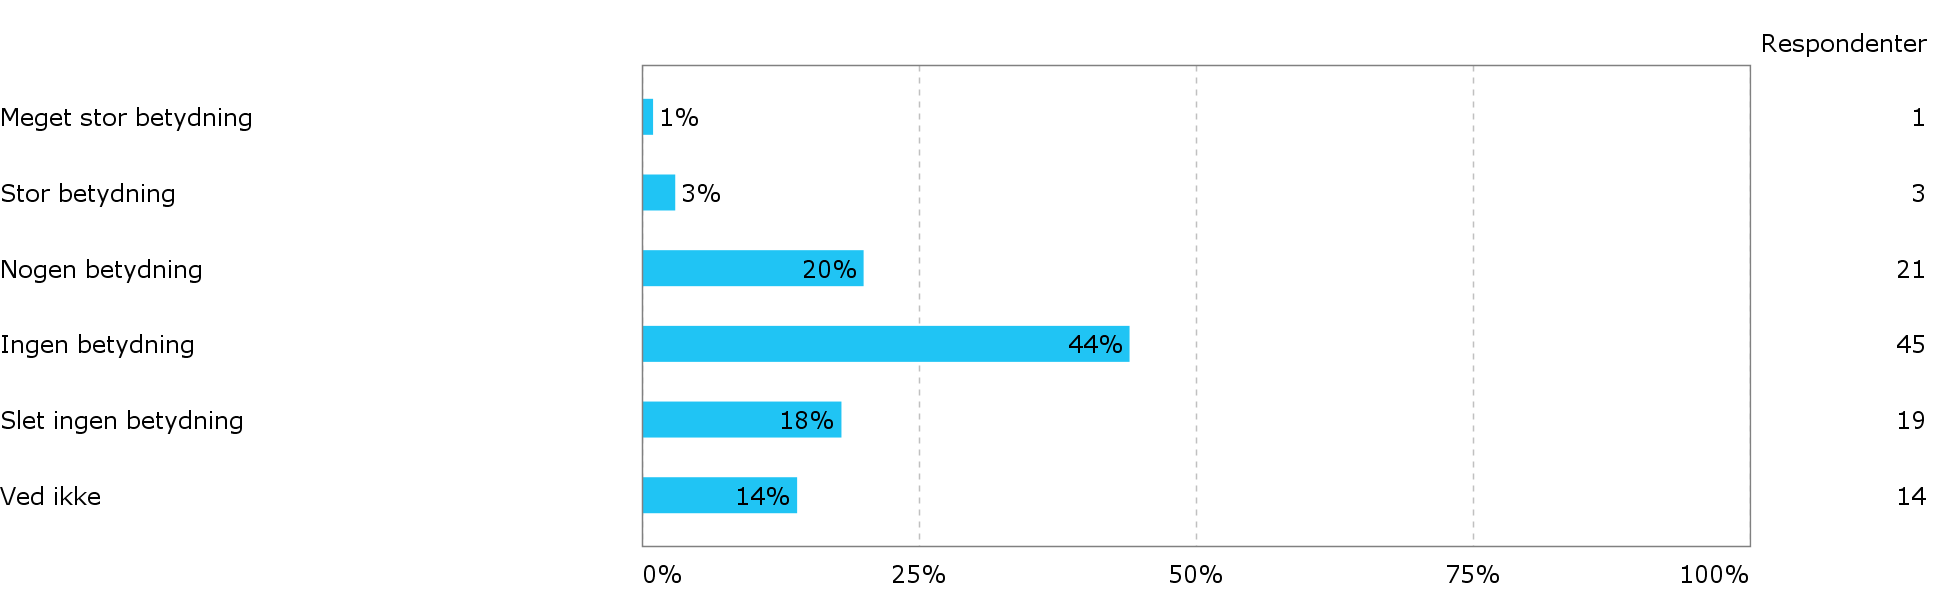 Respondenter
Meget stor betydning 1% 1
Stor betydning 3% 3
Nogen betydning 20% 21
Ingen betydning 44% 45
Slet ingen betydning 18% 19
Ved ikke 14% 14
0% 25% 50% 75% 100%